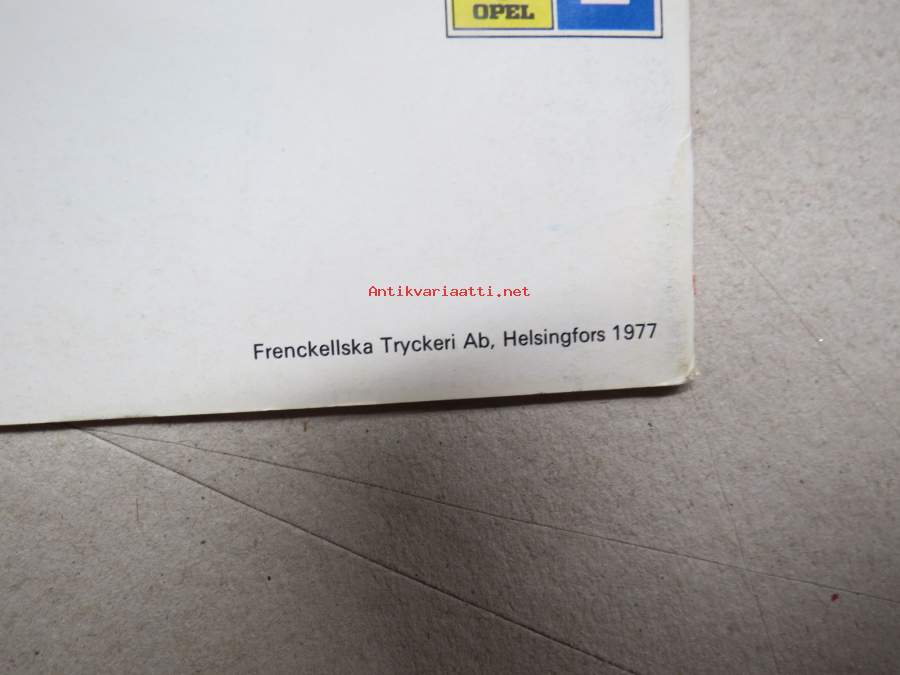 OPEL
Antikvariaatti.net
Frenckellska Tryckeri Ab, Helsingfors 1977